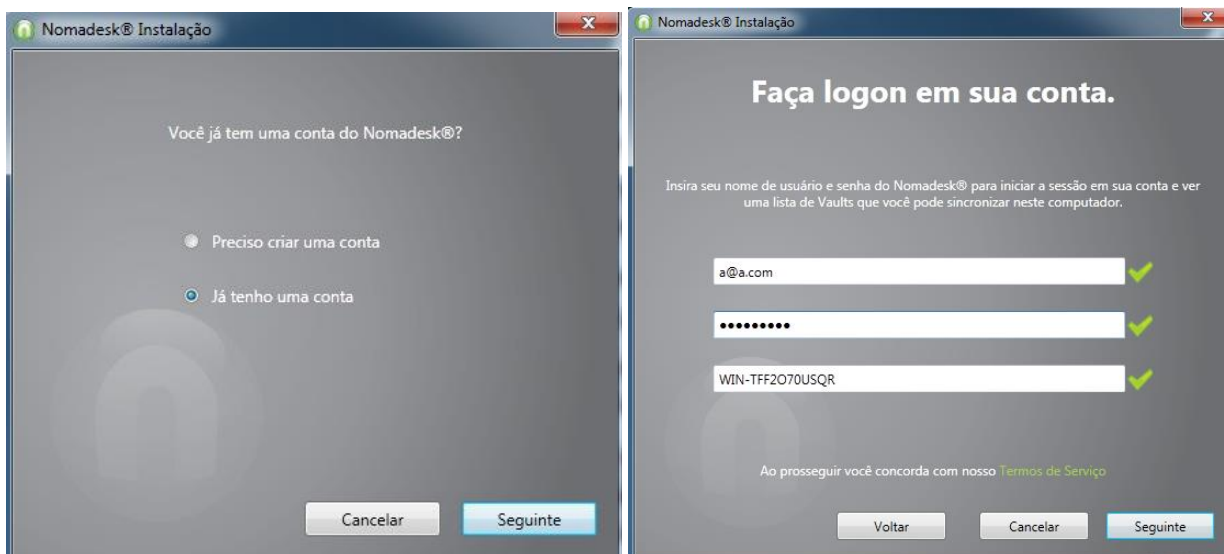 Nomadesk® Instalação
Você já tem uma conta do Nomadesk®?
Preciso criar uma conta
Já tenho uma conta
Cancelar
Seguinte
Nomadesk® Instalação
Faça logon em sua conta.
Insira seu nome de usuário e senha do Nomadesk® para iniciar a sessão em sua conta e ver
uma lista de Vaults que você pode sincronizar neste computador.
a@a.com
•••••••••
WIN-TFF2O70USQR
Ao prosseguir você concorda com nosso Termos de Serviço
Voltar
Cancelar
Seguinte